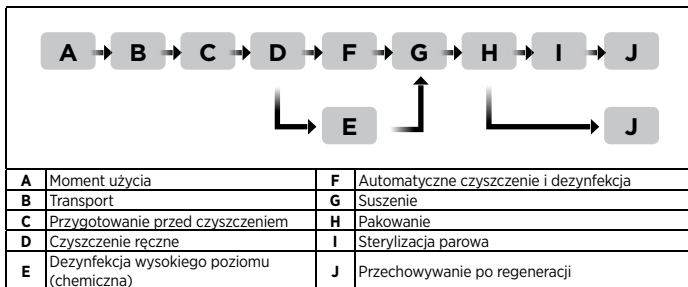 A B C D F G H I J
E J
A Moment użycia F Automatyczne czyszczenie i dezynfekcja
B Transport G Suszenie
C Przygotowanie przed czyszczeniem H Pakowanie
D Czyszczenie ręczne I Sterylizacja parowa
E Dezynfekcja wysokiego poziomu (chemiczna) J Przechowywanie po regeneracji